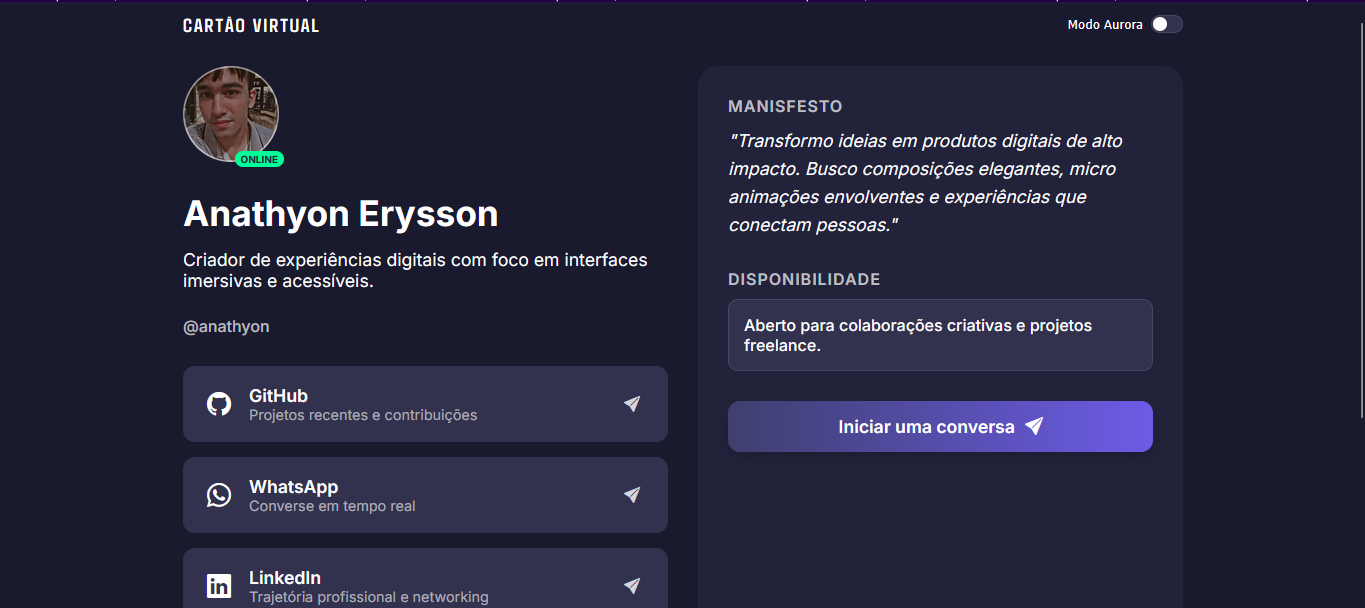 CARTÃO VIRTUAL
Modo Aurora
ONLINE
Anathyon Erysson
Criador de experiências digitais com foco em interfaces
imersivas e acessíveis.
@anathyon
GitHub
Projetos recentes e contribuições
WhatsApp
Converse em tempo real
LinkedIn
Trajetória profissional e networking
MANISFESTO
"Transformo ideias em produtos digitais de alto
impacto. Busco composições elegantes, micro
animações envolventes e experiências que
conectam pessoas."
DISPONIBILIDADE
Aberto para colaborações criativas e projetos
freelance.
Iniciar uma conversa